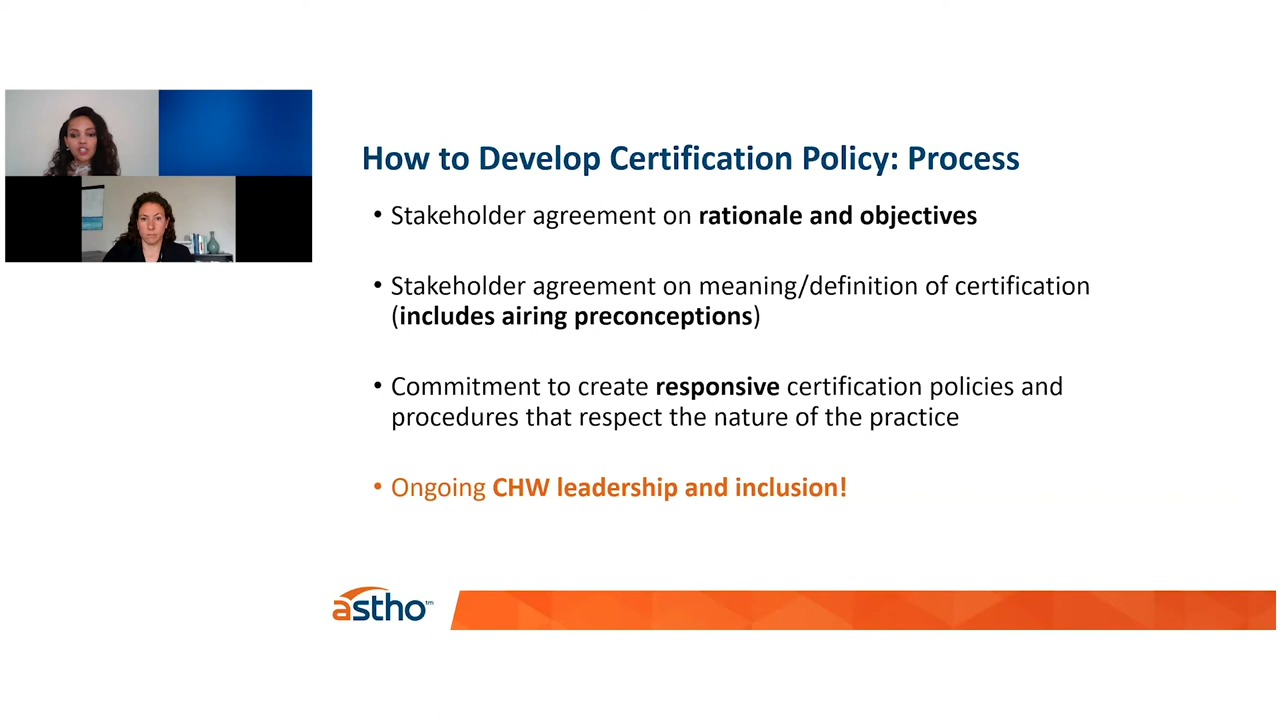 How to Develop Certification Policy: Process
• Stakeholder agreement on rationale and objectives
• Stakeholder agreement on meaning/definition of certification
(includes airing preconceptions)
• Commitment to create responsive certification policies and
procedures that respect the nature of the practice
• Ongoing CHW leadership and inclusion!
astho™